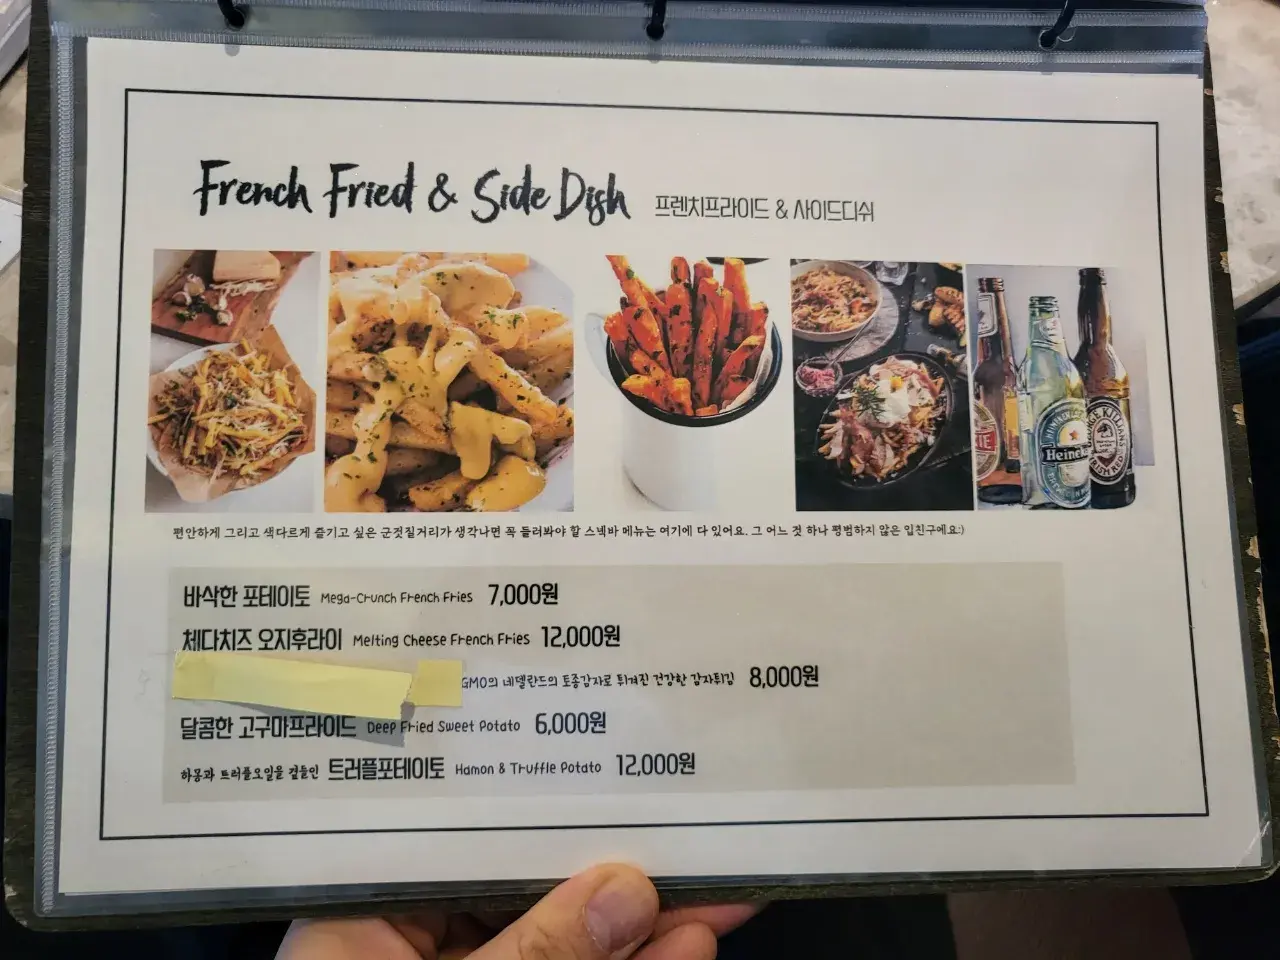 French Fried & Side Dish 프렌치프라이드 & 사이드디쉬
Heineken
IRISH RED
편안하게 그리고 색다르게 즐기고 싶은 군것질거리가 생각나면 꼭 들러봐야 할 스넥바 메뉴는 여기에 다 있어요. 그 어느 것 하나 평범하지 않은 입친구에요:)
바삭한 포테이토 Mega-Crunch French Fries 7,000원
체다치즈 오지후라이 Melting Cheese French Fries 12,000원
GMO의 네델란드의 토종감자로 튀겨진 건강한 감자튀김 8,000원
달콤한 고구마프라이드 Deep Fried Sweet Potato 6,000원
하몽과 트러플오일을 곁들인 트러플포테이토 Hamon & Truffle Potato 12,000원